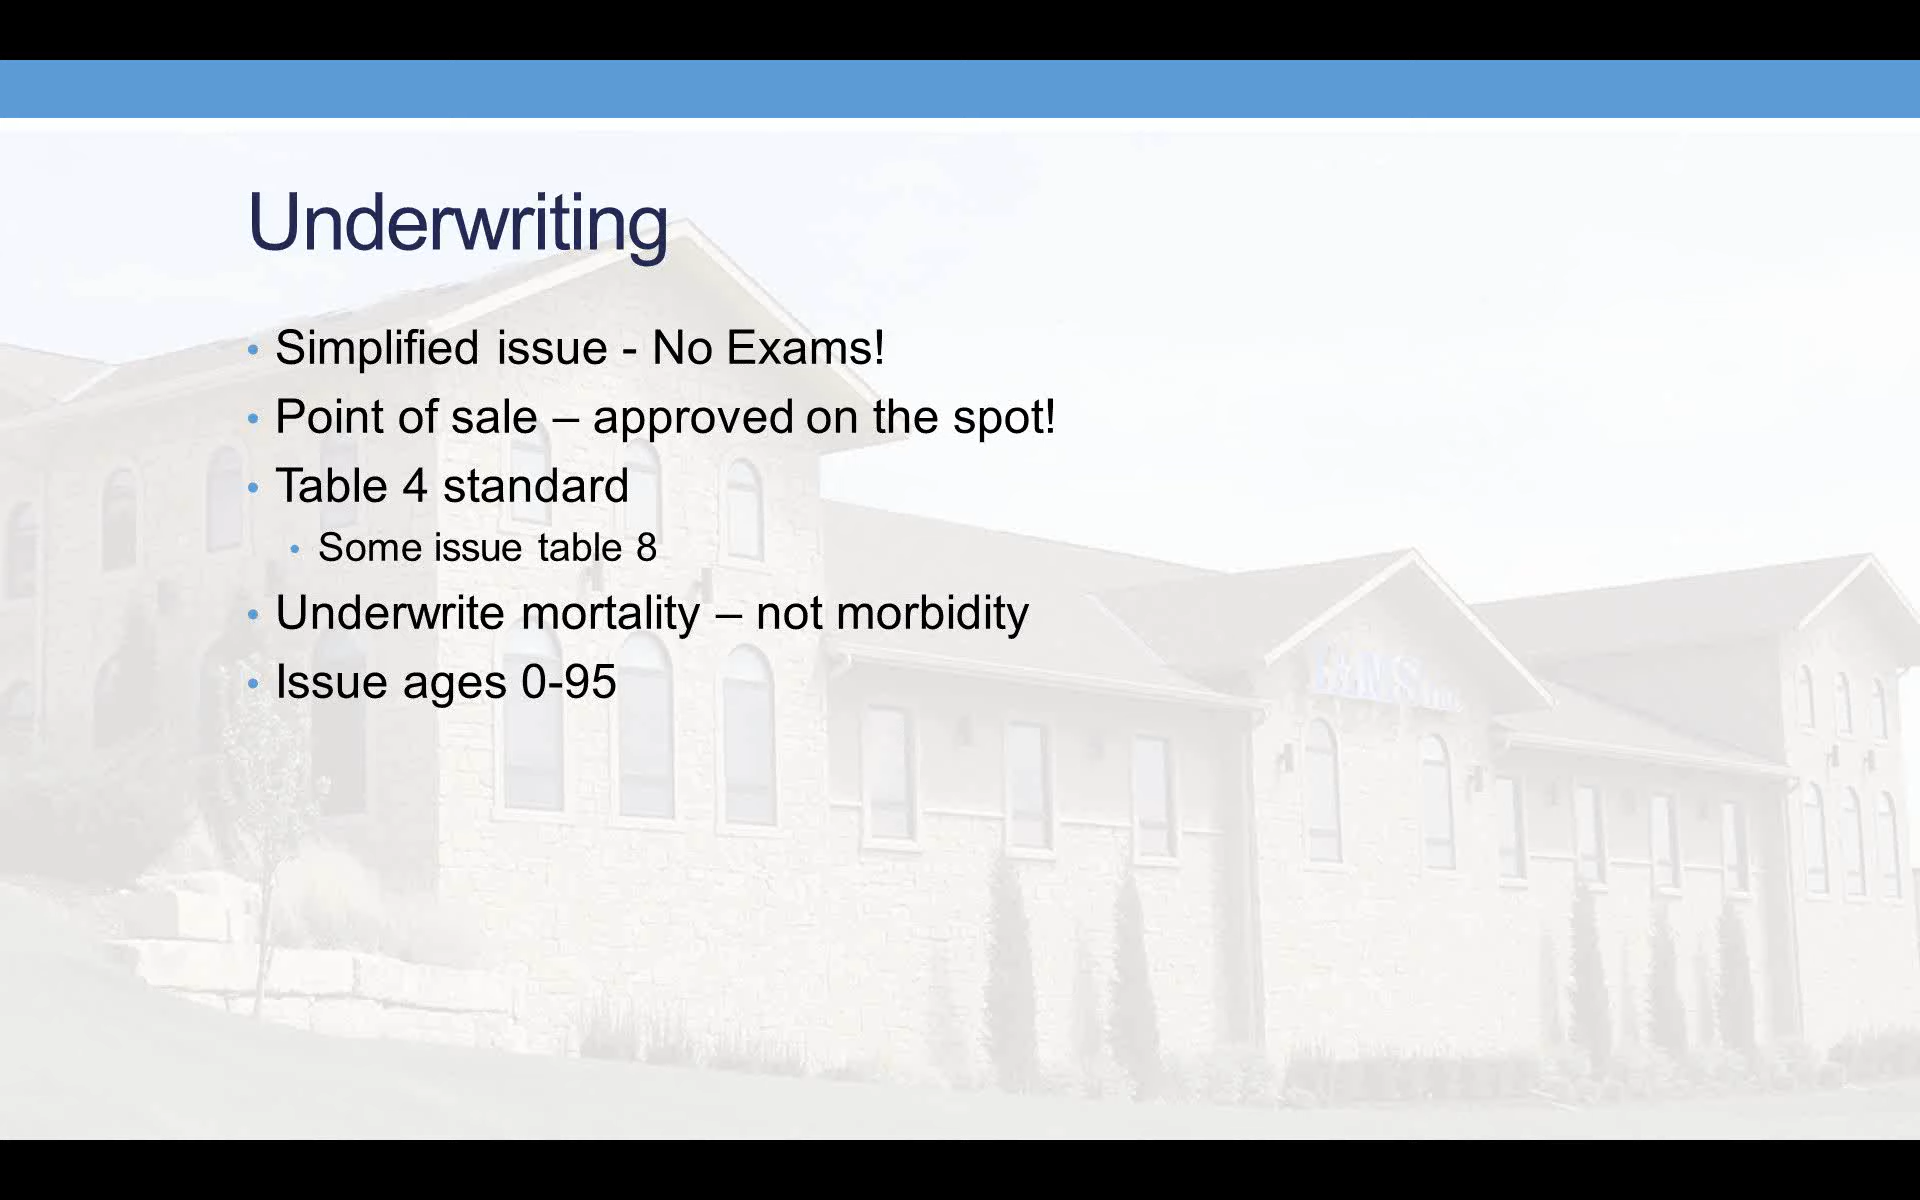 Underwriting
• Simplified issue - No Exams!
• Point of sale – approved on the spot!
• Table 4 standard
• Some issue table 8
• Underwrite mortality – not morbidity
• Issue ages 0-95